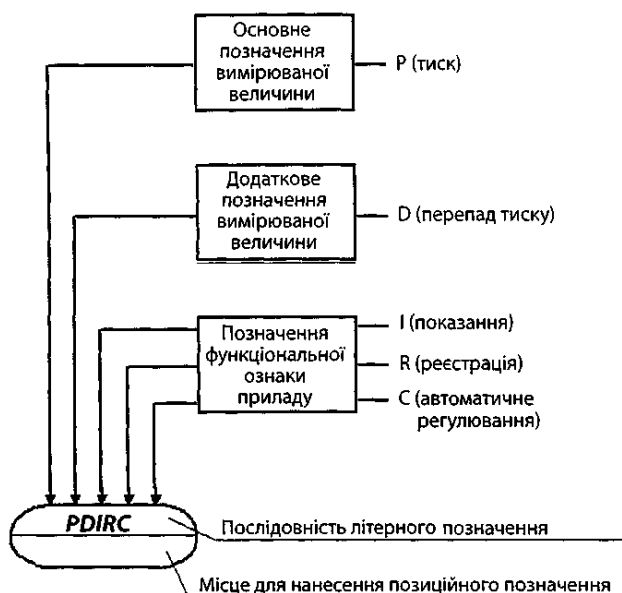 Основне
позначення
вимірюваної
величини
P (тиск)
Додаткове
позначення
вимірюваної
величини
D (перепад тиску)
Позначення
функціональної
ознаки
приладу
I (показання)
R (реєстрація)
C (автоматичне
регулювання)
PDIRC
Послідовність літерного позначення
Місце для нанесення позиційного позначення